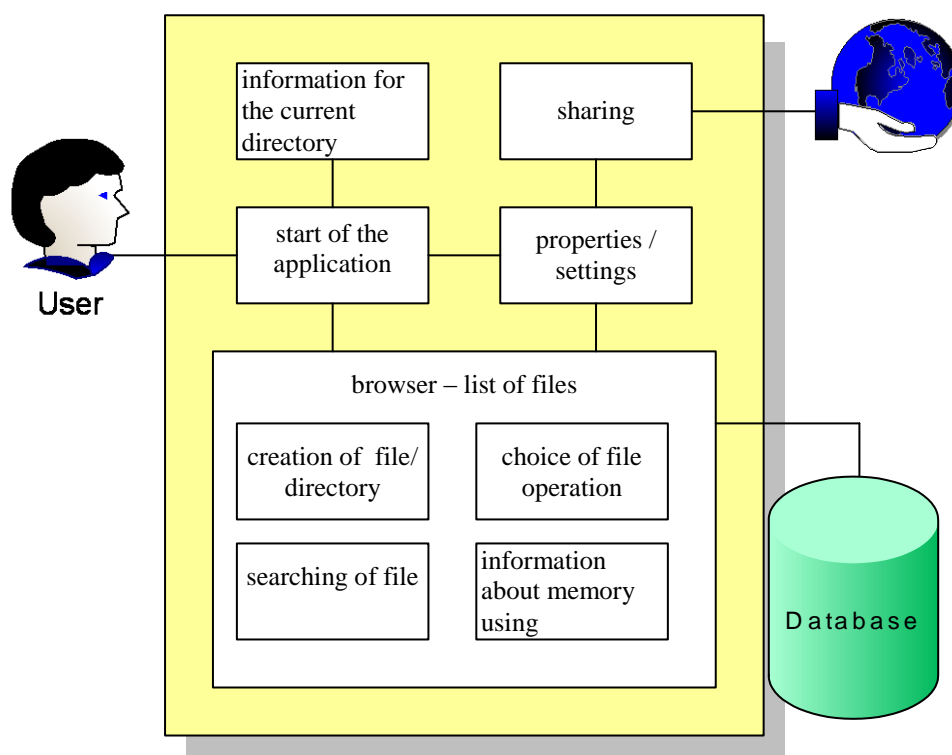 information for
the current
directory
sharing
start of the
application
properties /
settings
User
browser – list of files
creation of file/
directory
choice of file
operation
searching of file
information
about memory
using
Database